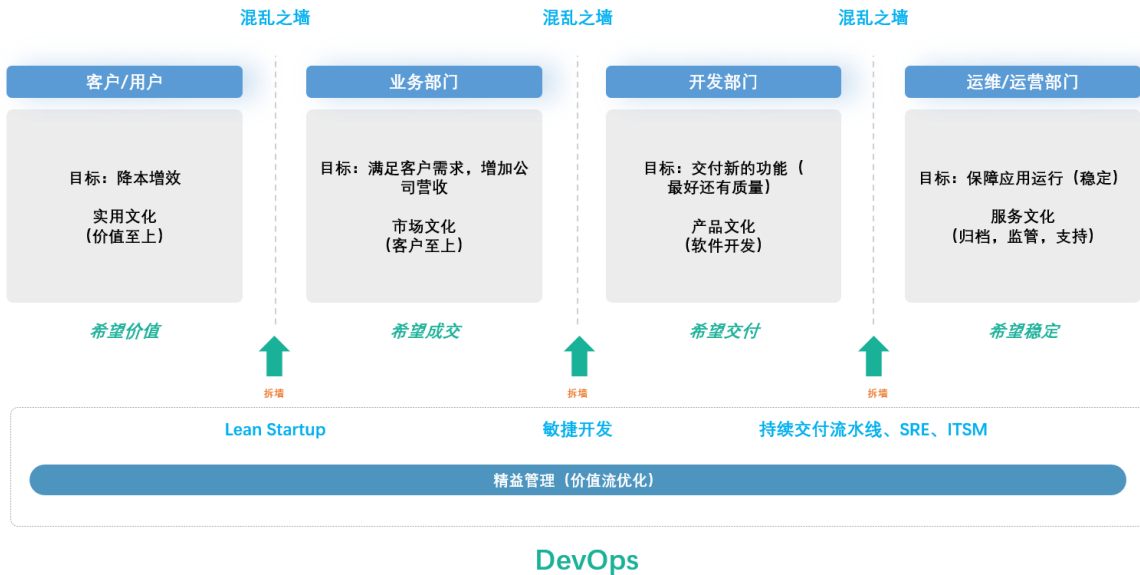 混乱之墙
混乱之墙
混乱之墙
客户/用户
业务部门
开发部门
运维/运营部门
目标：降本增效
实用文化
(价值至上)
目标：满足客户需求，增加公
司营收
市场文化
(客户至上)
目标：交付新的功能（
最好还有质量)
产品文化
(软件开发)
目标：保障应用运行（稳定）
服务文化
(归档，监管，支持)
希望价值
希望成交
希望交付
希望稳定
拆墙
拆墙
拆墙
Lean Startup
敏捷开发
持续交付流水线、SRE、ITSM
精益管理（价值流优化）
DevOps